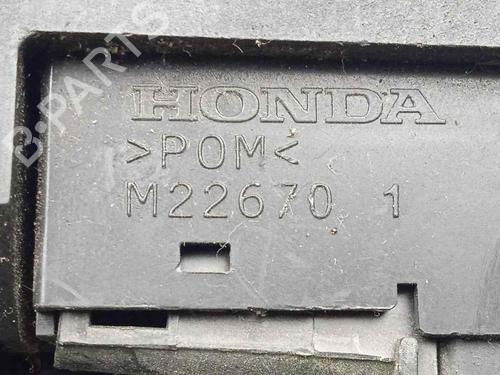 HONDA
>POM<
M22670 1
B-PARTS